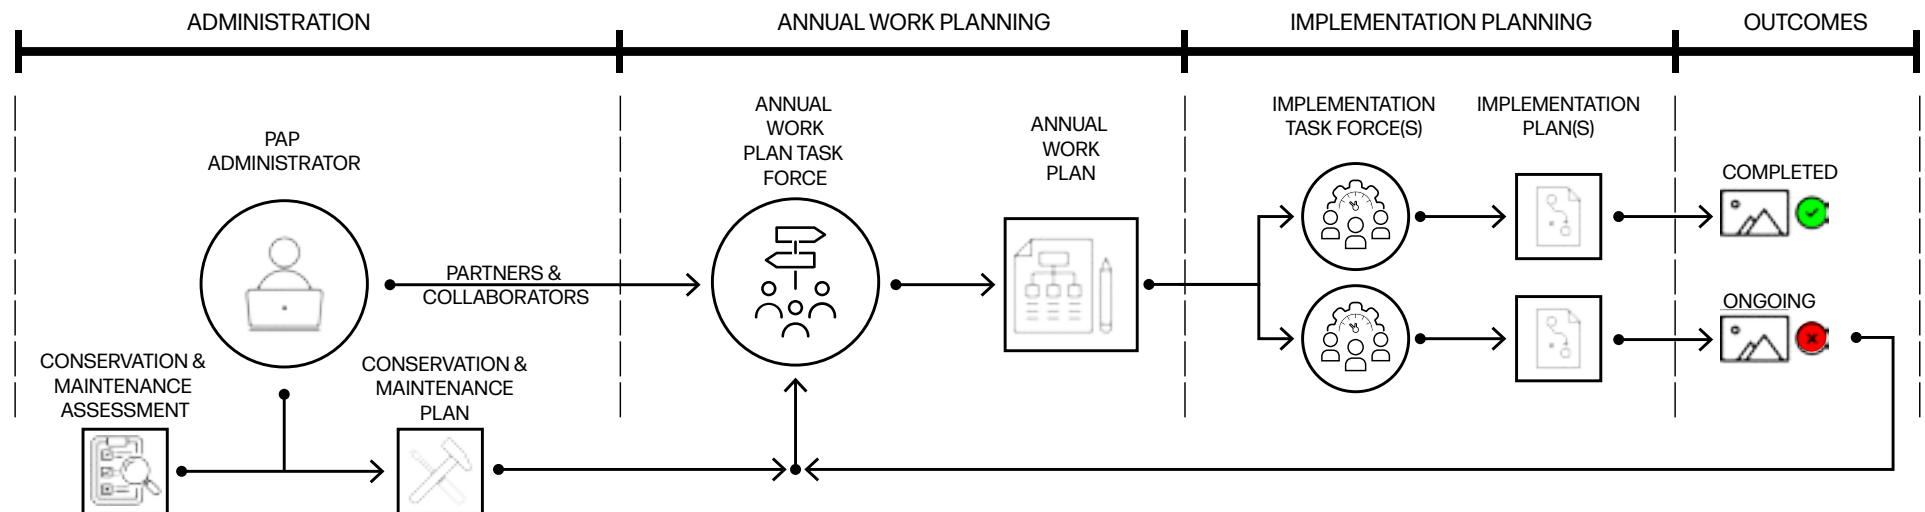 ADMINISTRATION
ANNUAL WORK PLANNING
IMPLEMENTATION PLANNING
OUTCOMES
PAP
ADMINISTRATOR
PARTNERS &
COLLABORATORS
CONSERVATION &
MAINTENANCE
ASSESSMENT
CONSERVATION &
MAINTENANCE
PLAN
ANNUAL
WORK
PLAN TASK
FORCE
ANNUAL
WORK
PLAN
IMPLEMENTATION
TASK FORCE(S)
IMPLEMENTATION
PLAN(S)
COMPLETED
ONGOING